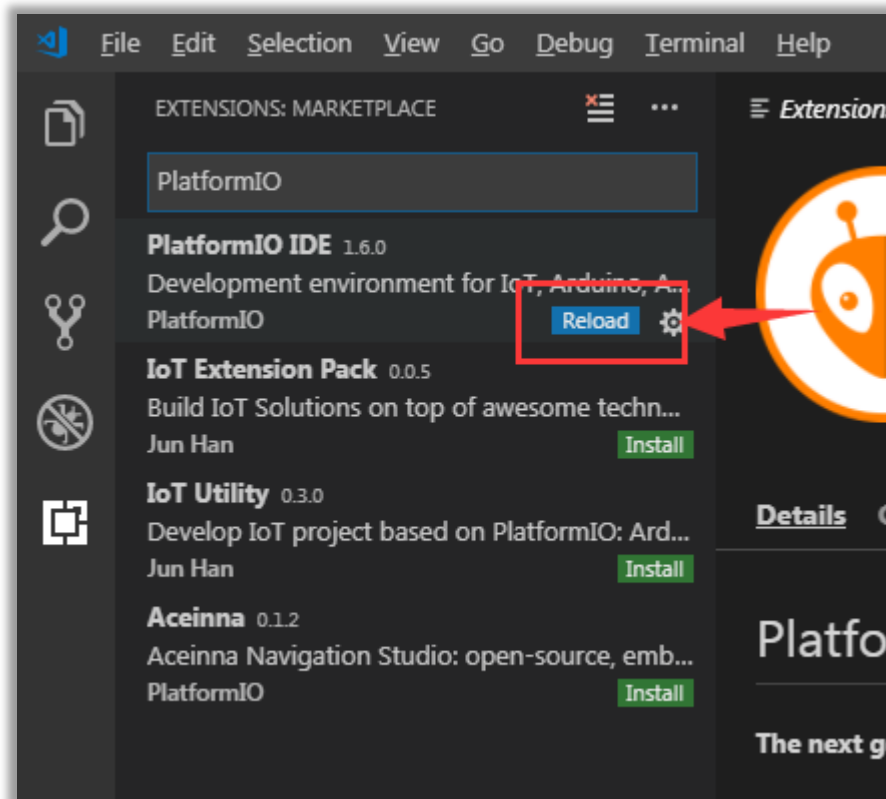 File Edit Selection View Go Debug Terminal Help
EXTENSIONS: MARKETPLACE
PlatformIO
PlatformIO IDE 1.6.0
Development environment for IoT, Arduino, A...
PlatformIO Reload
IoT Extension Pack 0.0.5
Build IoT Solutions on top of awesome techn...
Jun Han Install
IoT Utility 0.3.0
Develop IoT project based on PlatformIO: Ard...
Jun Han Install
Aceinna 0.1.2
Aceinna Navigation Studio: open-source, emb...
PlatformIO Install
Extension
Details
Platfo
The next g